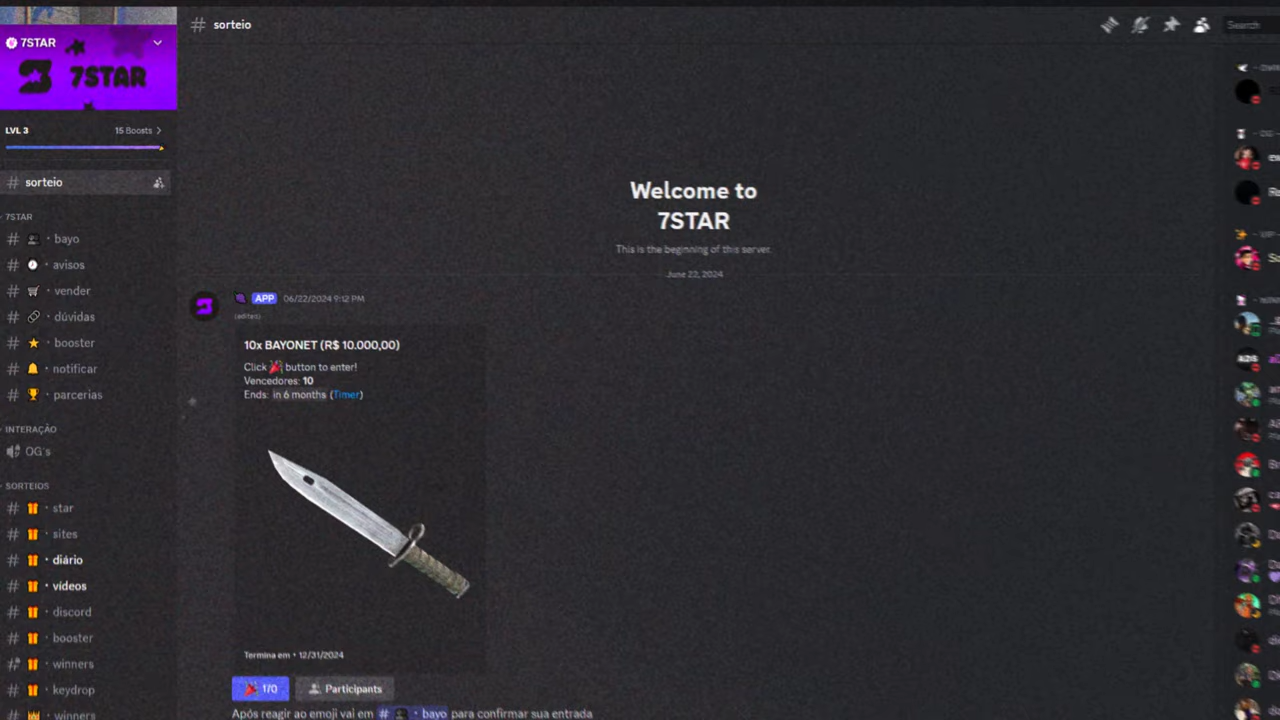 7STAR
7STAR
LVL 3
15 Boosts
sorteio
7STAR
bayo
avisos
vender
dúvidas
booster
notificar
parcerias
INTERAÇÃO
OG's
SORTEIOS
star
sites
diário
vídeos
discord
booster
winners
keydrop
winners
sorteio
Search
Welcome to
7STAR
This is the beginning of this server.
June 22, 2024
APP 06/22/2024 9:12 PM
(edited)
10x BAYONET (R$ 10.000,00)
Click button to enter!
Vencedores: 10
Ends: in 6 months (Timer)
Termina em • 12/31/2024
170
Participants
Após reagir ao emoji vai em # bayo para confirmar sua entrada